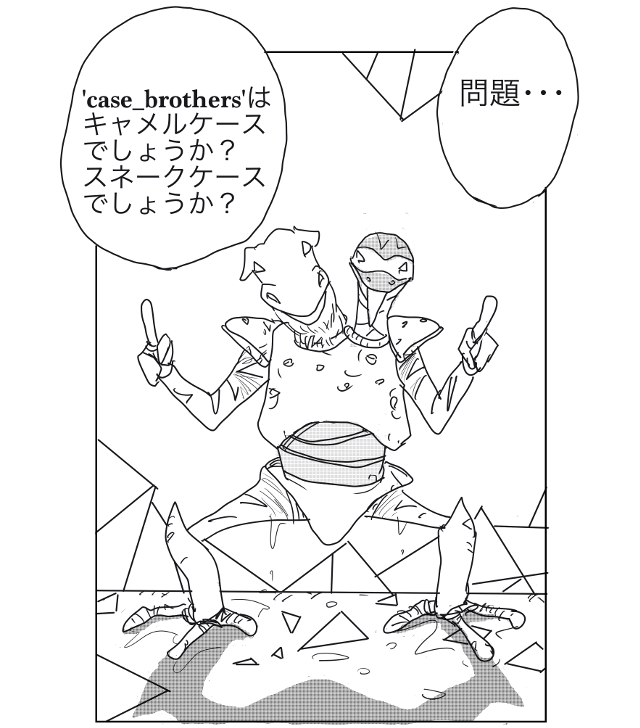 問題･･･
'case_brothers'は
キャメルケース
でしょうか？
スネークケース
でしょうか？